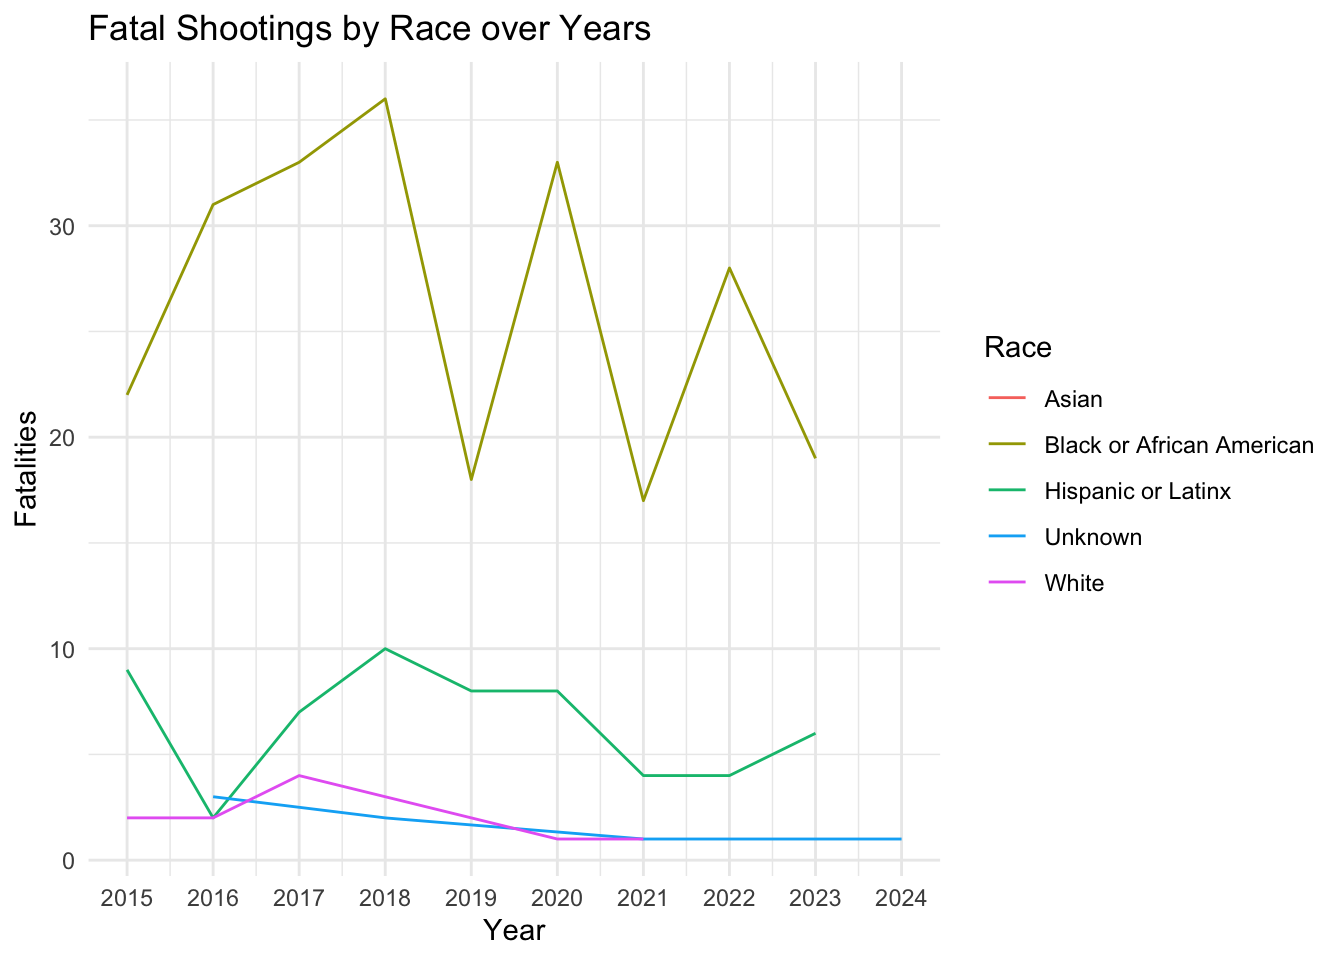 Fatal Shootings by Race over Years
Fatalities
30
20
10
0
2015 2016 2017 2018 2019 2020 2021 2022 2023 2024
Year
Race
Asian
Black or African American
Hispanic or Latinx
Unknown
White